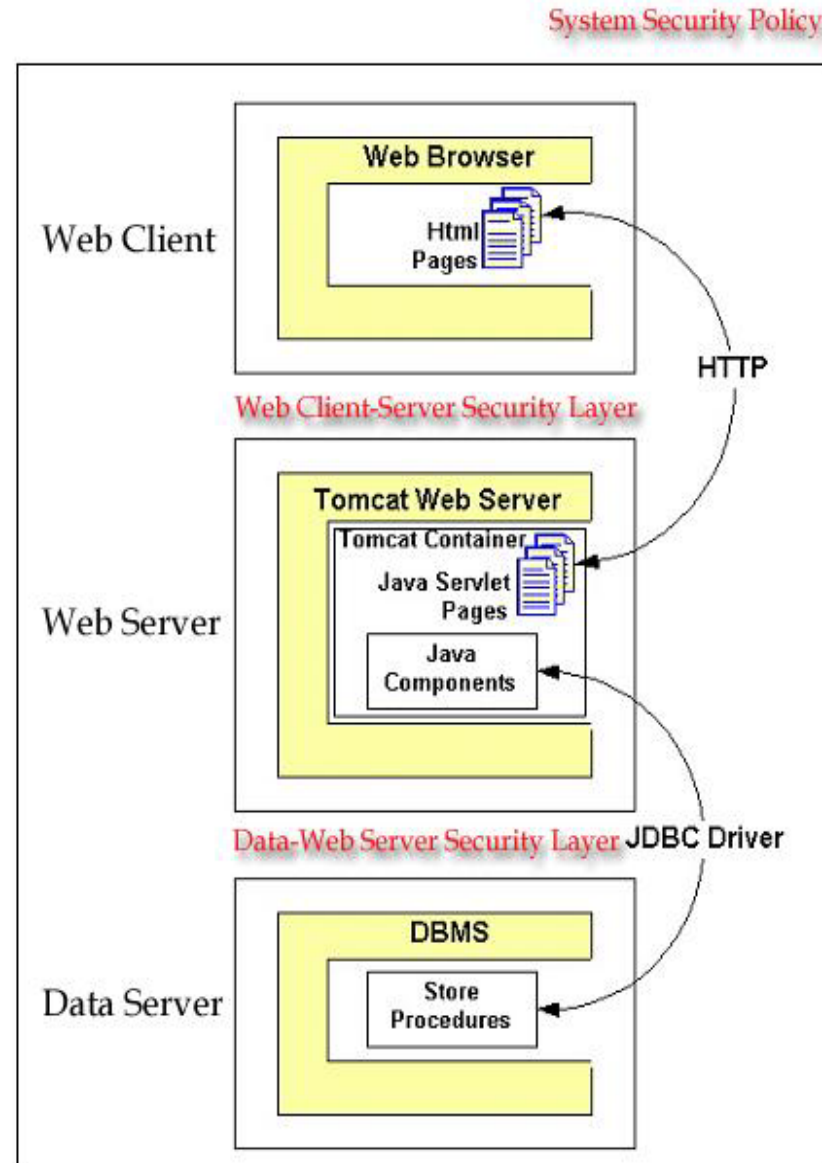 System Security Policy
Web Browser
Web Client
Html
Pages
HTTP
Web Client-Server Security Layer
Tomcat Web Server
Tomcat Container
Java Servlet
Pages
Web Server
Java
Components
Data-Web Server Security Layer
JDBC Driver
DBMS
Data Server
Store
Procedures